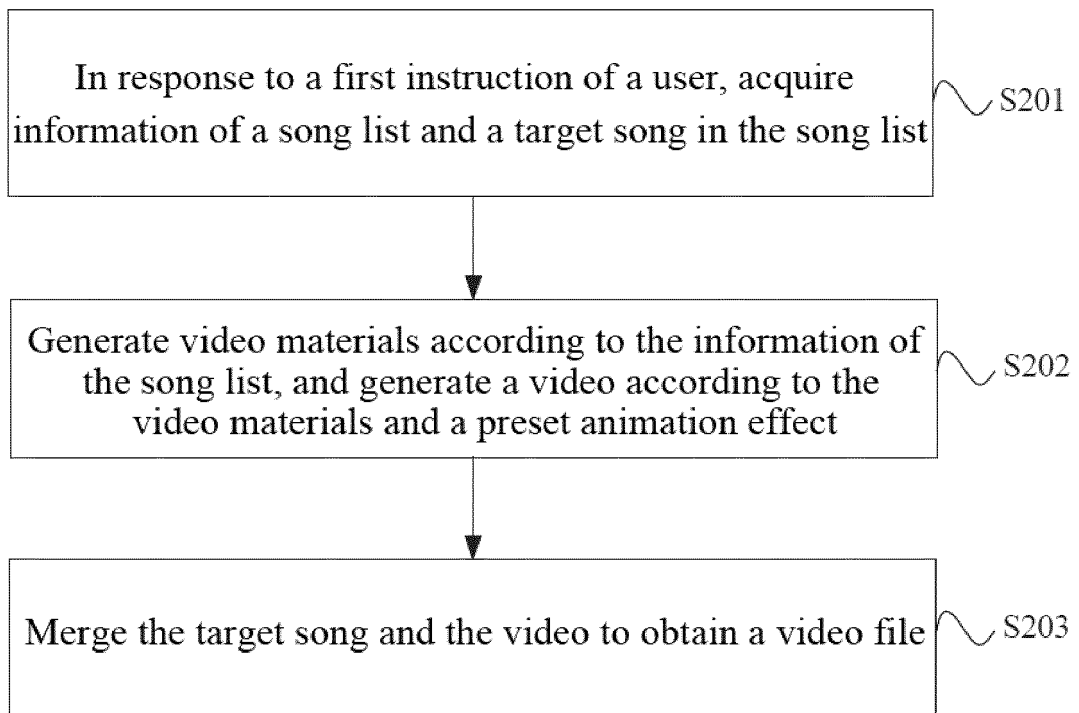 In response to a first instruction of a user, acquire
information of a song list and a target song in the song list
S201
Generate video materials according to the information of
the song list, and generate a video according to the
video materials and a preset animation effect
S202
Merge the target song and the video to obtain a video file
S203